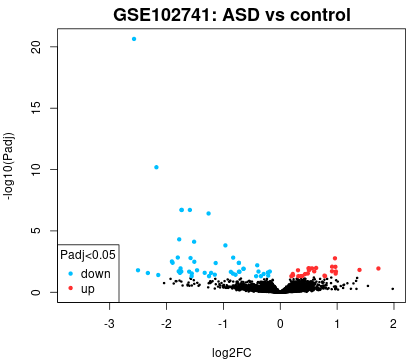 GSE102741: ASD vs control
-log10(Padj)
20
15
10
5
0
Padj<0.05
down
up
-3 -2 -1 0 1 2
log2FC